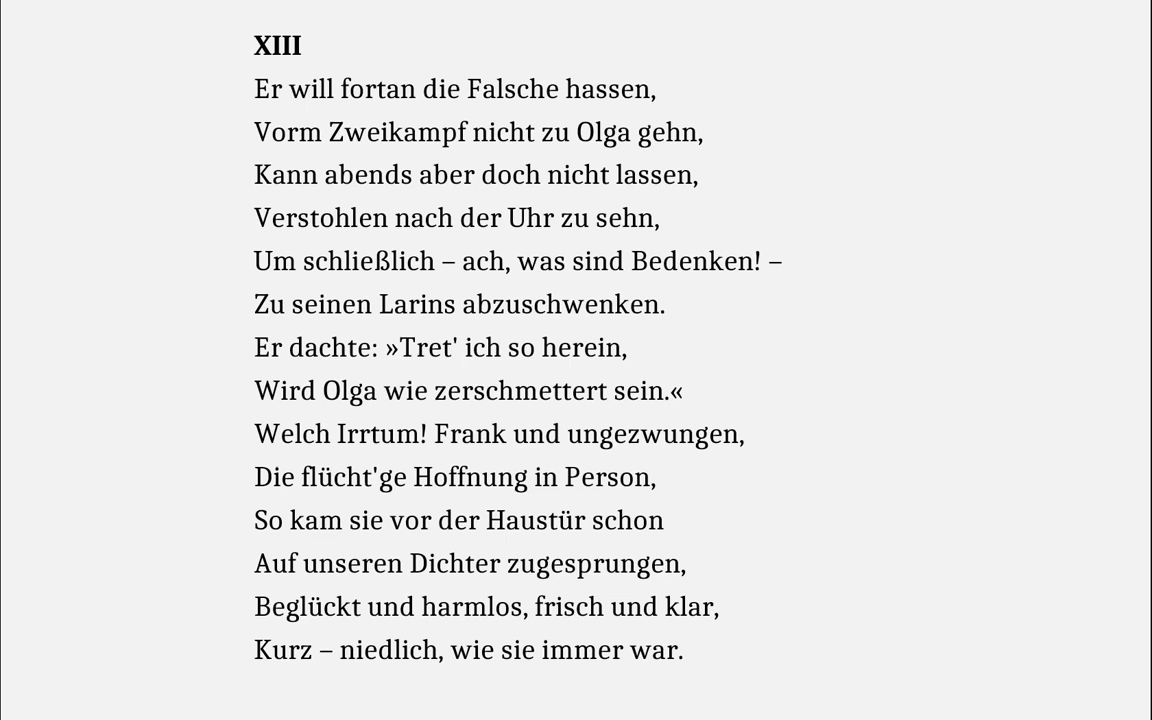 XIII
Er will fortan die Falsche hassen,
Vorm Zweikampf nicht zu Olga gehn,
Kann abends aber doch nicht lassen,
Verstohlen nach der Uhr zu sehn,
Um schließlich – ach, was sind Bedenken! –
Zu seinen Larins abzuschwenken.
Er dachte: »Tret' ich so herein,
Wird Olga wie zerschmettert sein.«
Welch Irrtum! Frank und ungezwungen,
Die flücht'ge Hoffnung in Person,
So kam sie vor der Haustür schon
Auf unseren Dichter zugesprungen,
Beglückt und harmlos, frisch und klar,
Kurz – niedlich, wie sie immer war.